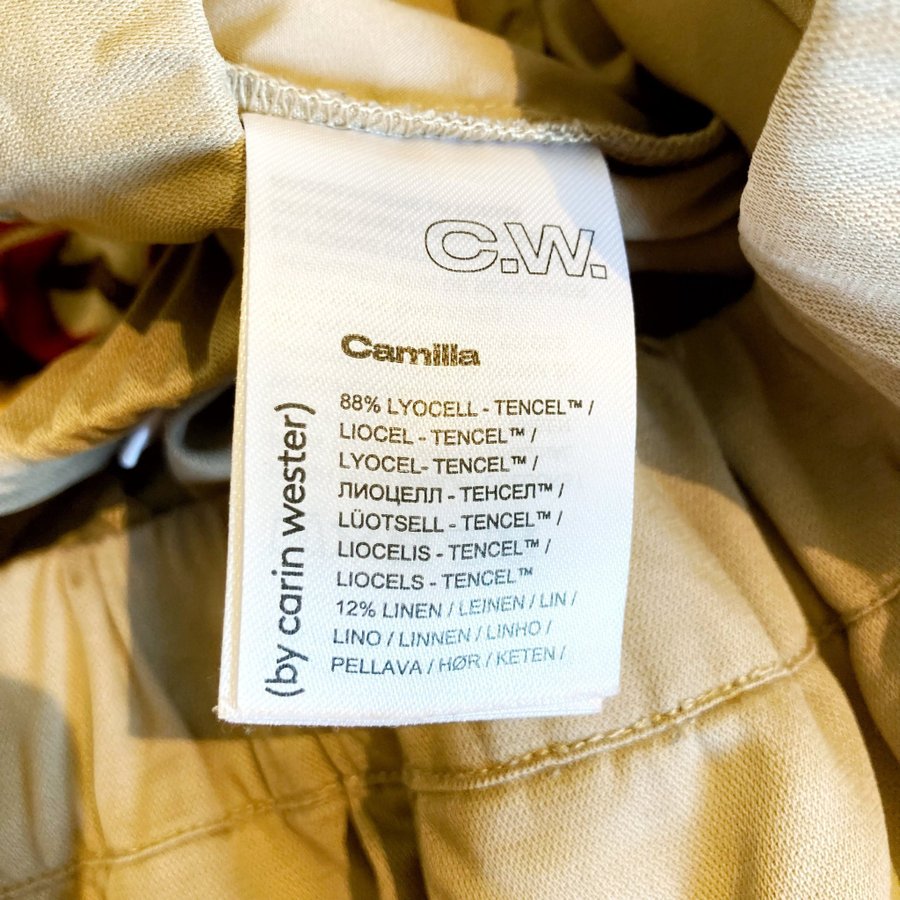 C.W.
Camilla
88% LYOCELL - TENCEL™ /
LIOCEL - TENCEL™ /
LYOCEL- TENCEL™ /
ЛИОЦЕЛЛ - ТЕНСЕЛ™ /
LÜOTSELL - TENCEL™ /
LIOCELIS - TENCEL™ /
LIOCELS - TENCEL™
12% LINEN / LEINEN / LIN /
LINO / LINNEN / LINHO /
PELLAVA / HØR / KETEN /
(by carin wester)